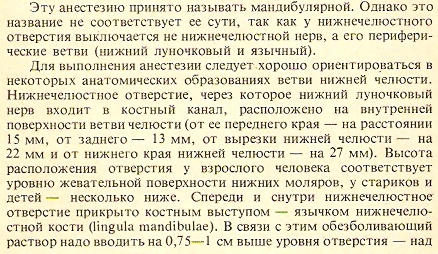 Эту анестезию принято называть мандибулярной. Однако это
название не соответствует ее сути, так как у нижнечелюстного
отверстия выключается не нижнечелюстной нерв, а его перифери-
ческие ветви (нижний луночковый и язычный).
Для выполнения анестезии следует хорошо ориентироваться в
некоторых анатомических образованиях ветви нижней челюсти.
Нижнечелюстное отверстие, через которое нижний луночковый
нерв входит в костный канал, расположено на внутренней
поверхности ветви челюсти (от ее переднего края — на расстоянии
15 мм, от заднего — 13 мм, от вырезки нижней челюсти — на
22 мм и от нижнего края нижней челюсти — на 27 мм). Высота
расположения отверстия у взрослого человека соответствует
уровню жевательной поверхности нижних моляров, у стариков и
детей — несколько ниже. Спереди и снутри нижнечелюстное
отверстие прикрыто костным выступом — язычком нижнечелю-
стной кости (lingula mandibulae). В связи с этим обезболивающий
раствор надо вводить на 0,75—1 см выше уровня отверстия — над